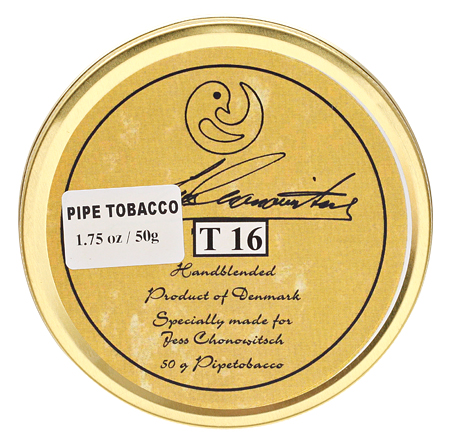 PIPE TOBACCO
1.75 oz / 50g
T 16
Handblended
Product of Denmark
Specially made for
Jess Chonowitsch
50 g Pipetobacco